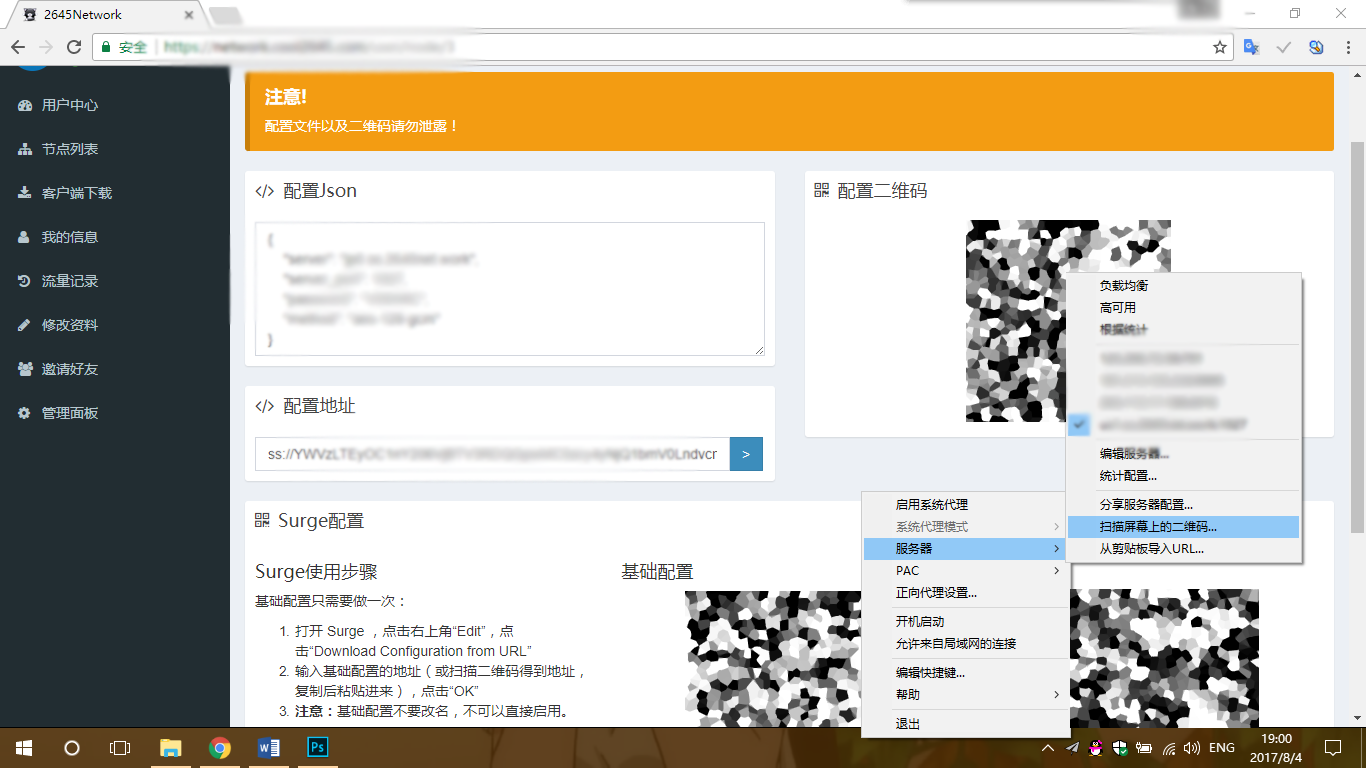 2645Network
安全
https://
用户中心
节点列表
客户端下载
我的信息
流量记录
修改资料
邀请好友
管理面板
注意!
配置文件以及二维码请勿泄露！
</> 配置Json
配置二维码
</> 配置地址
ss://YWVzLTEyOC1
bmV0Lndvcr
>
负载均衡
高可用
根据统计
编辑服务器...
统计配置...
分享服务器配置...
扫描屏幕上的二维码...
从剪贴板导入URL...
启用系统代理
系统代理模式
服务器
PAC
正向代理设置...
开机启动
允许来自局域网的连接
编辑快捷键...
帮助
退出
Surge配置
Surge使用步骤
基础配置只需要做一次：
1. 打开 Surge ，点击右上角“Edit”，点
击“Download Configuration from URL”
2. 输入基础配置的地址（或扫描二维码得到地址，
复制后粘贴进来），点击“OK”
3. 注意：基础配置不要改名，不可以直接启用。
基础配置
Ps
ENG
19:00
2017/8/4